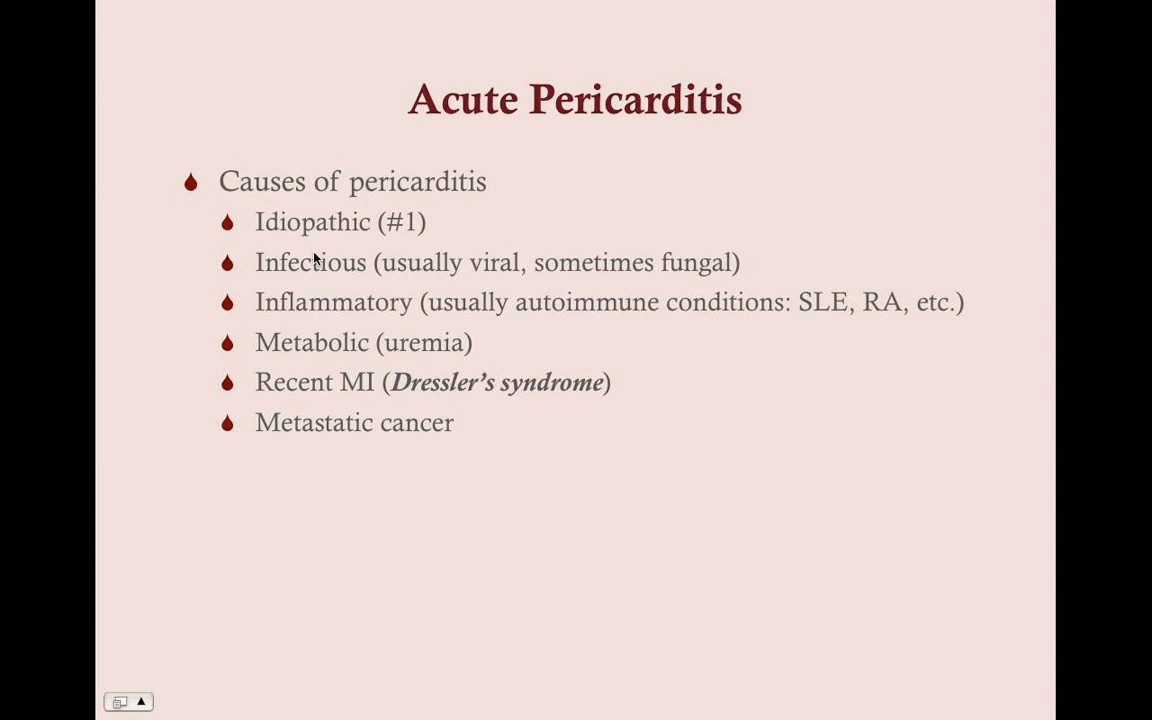 Acute Pericarditis
Causes of pericarditis
Idiopathic (#1)
Infectious (usually viral, sometimes fungal)
Inflammatory (usually autoimmune conditions: SLE, RA, etc.)
Metabolic (uremia)
Recent MI (Dressler's syndrome)
Metastatic cancer